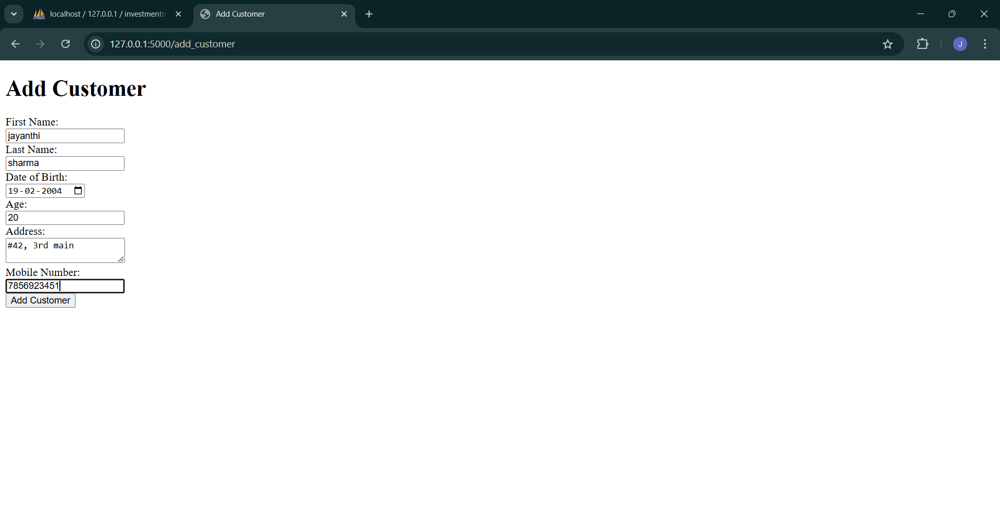 localhost / 127.0.0.1 / investment
Add Customer
127.0.0.1:5000/add_customer
J
Add Customer
First Name:
jayanthi
Last Name:
sharma
Date of Birth:
19-02-2004
Age:
20
Address:
#42, 3rd main
Mobile Number:
7856923451
Add Customer